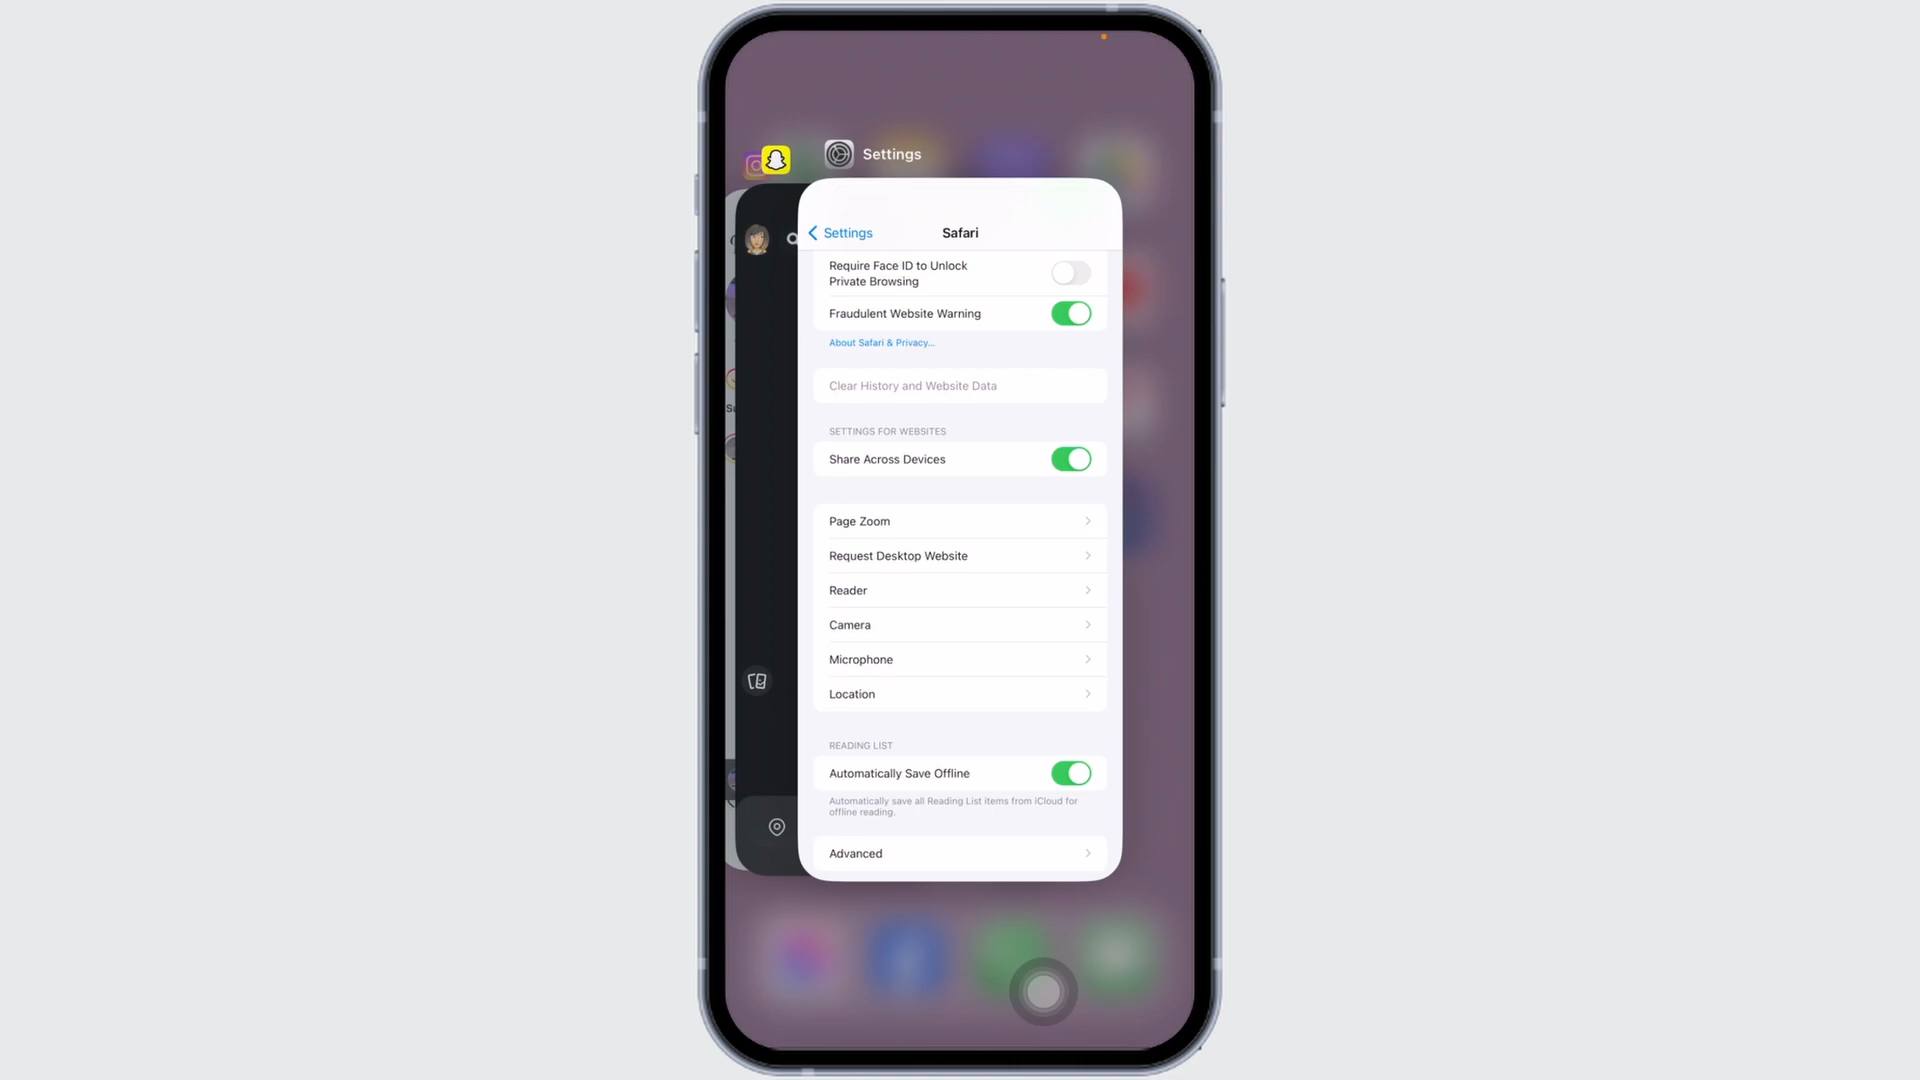 Settings
Settings
Safari
Require Face ID to Unlock
Private Browsing
Fraudulent Website Warning
About Safari & Privacy...
Clear History and Website Data
SETTINGS FOR WEBSITES
Share Across Devices
Page Zoom
Request Desktop Website
Reader
Camera
Microphone
Location
READING LIST
Automatically Save Offline
Automatically save all Reading List items from iCloud for
offline reading.
Advanced